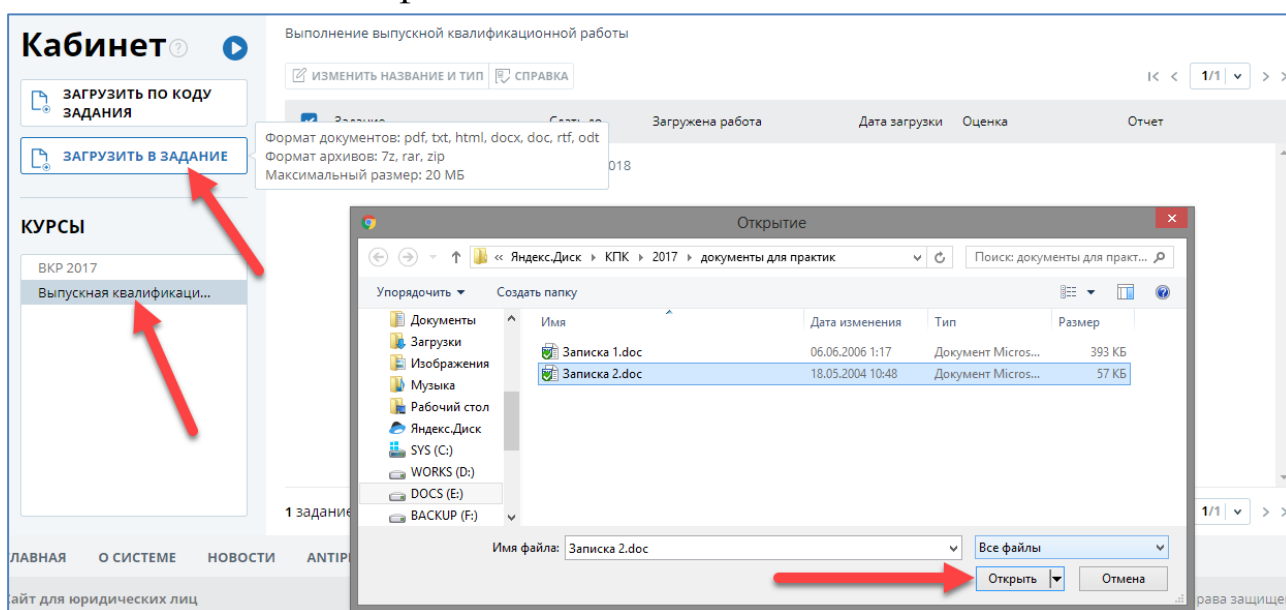 Кабинет
Выполнение выпускной квалификационной работы
ИЗМЕНИТЬ НАЗВАНИЕ И ТИП
СПРАВКА
1/1
ЗАГРУЗИТЬ ПО КОДУ
ЗАДАНИЯ
Загружена работа
Дата загрузки
Оценка
Отчет
ЗАГРУЗИТЬ В ЗАДАНИЕ
Формат документов: pdf, txt, html, docx, doc, rtf, odt
Формат архивов: 7z, rar, zip
Максимальный размер: 20 МБ
018
КУРСЫ
ВКР 2017
Выпускная квалификаци...
Открытие
« Яндекс.Диск ▸ КПК ▸ 2017 ▸ документы для практик
Поиск: документы для практ...
Упорядочить
Создать папку
Документы
Загрузки
Изображения
Музыка
Рабочий стол
Яндекс.Диск
SYS (C:)
WORKS (D:)
DOCS (E:)
BACKUP (F:)
Имя
Дата изменения
Тип
Размер
Записка 1.doc
06.06.2006 1:17
Документ Micros...
393 КБ
Записка 2.doc
18.05.2004 10:48
Документ Micros...
57 КБ
Имя файла:
Записка 2.doc
Все файлы
Открыть
Отмена
1 задание
1/1
ЛАВНАЯ
О СИСТЕМЕ
НОВОСТИ
ANTIP
айт для юридических лиц
рава защище